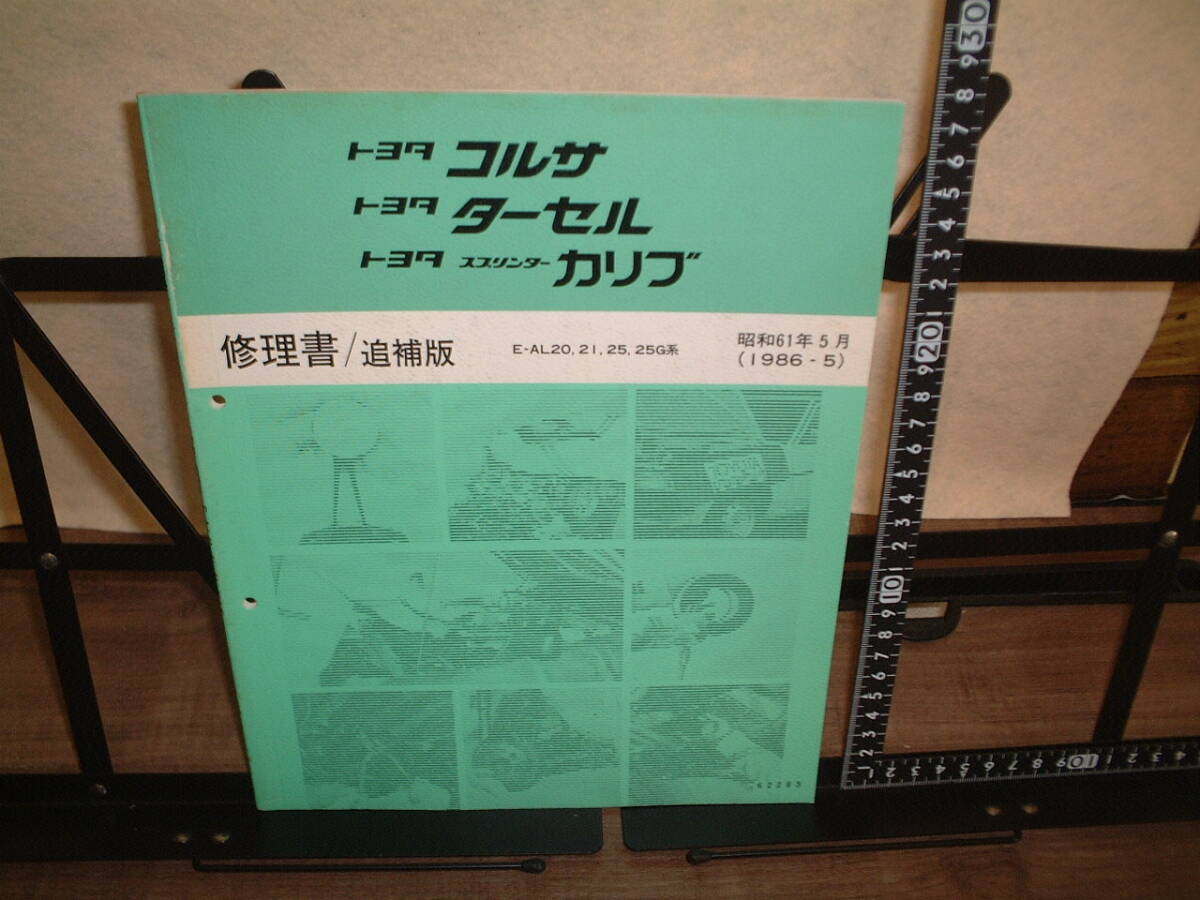 トヨタ コルサ
トヨタ ターセル
トヨタ スプリンター カリブ
修理書/追補版 E-AL20, 21, 25, 25G系 昭和61年5月
(1986-5)
62293